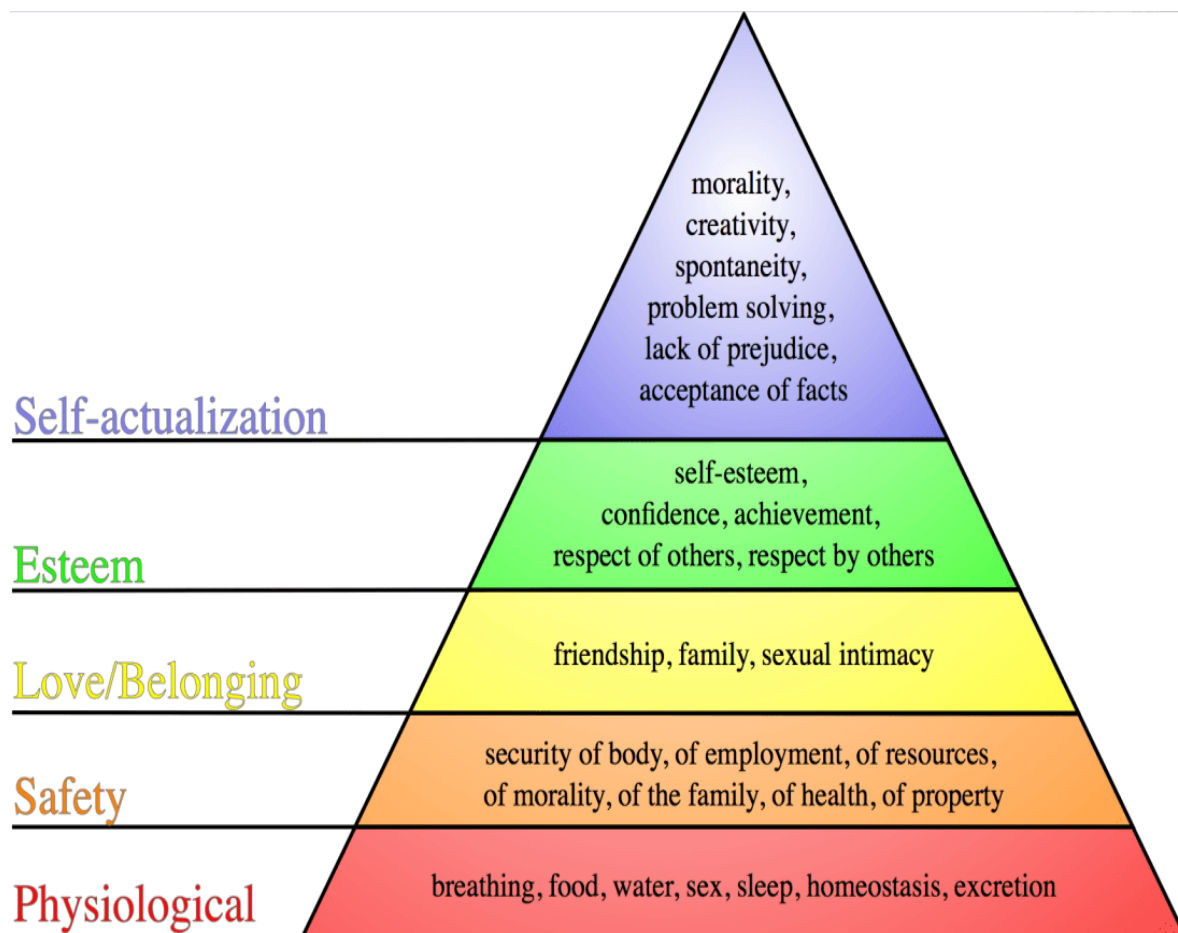 morality,
creativity,
spontaneity,
problem solving,
lack of prejudice,
acceptance of facts
Self-actualization
self-esteem,
confidence, achievement,
respect of others, respect by others
Esteem
friendship, family, sexual intimacy
Love/Belonging
security of body, of employment, of resources,
of morality, of the family, of health, of property
Safety
breathing, food, water, sex, sleep, homeostasis, excretion
Physiological